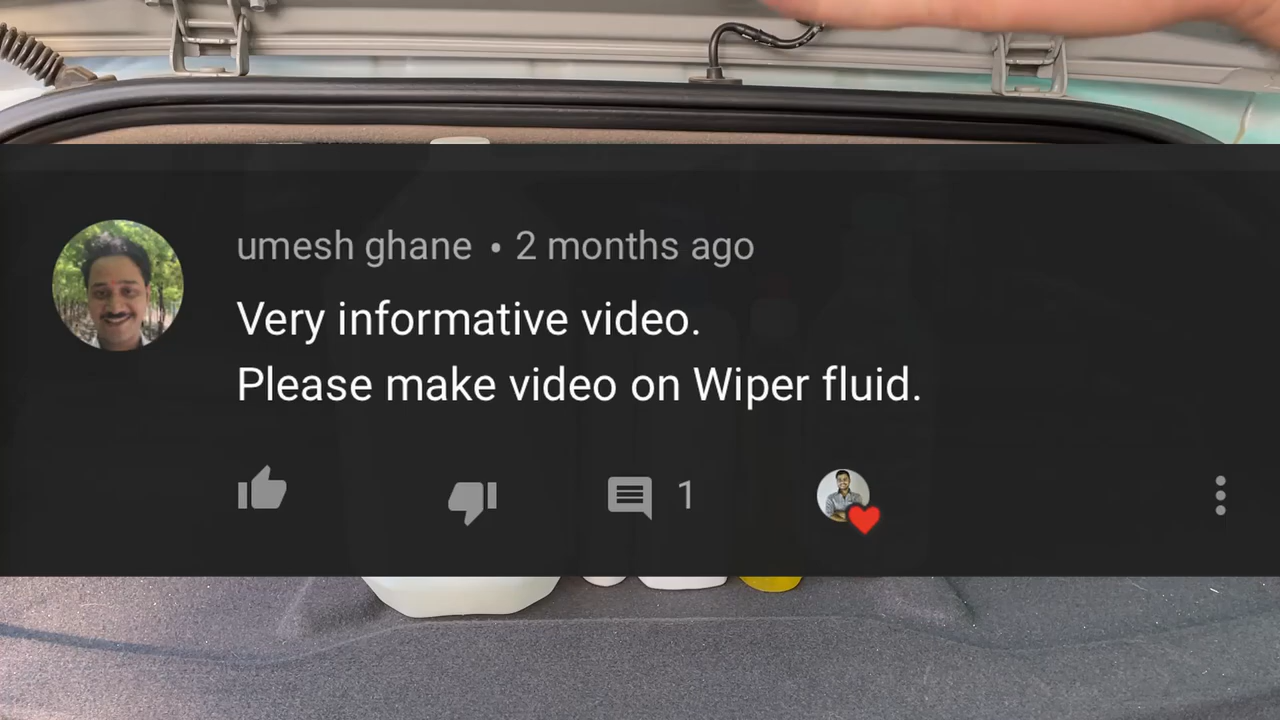 umesh ghane • 2 months ago
Very informative video.
Please make video on Wiper fluid.
1